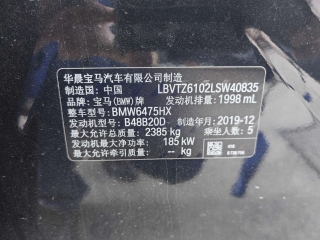 华晨宝马汽车有限公司制造
制造国：中国 LBVTZ6102LSW40835
品牌：宝马(BMW)牌 发动机排量：1998 mL
整车型号：BMW6475HX
发动机型号：B48B20D 制造年月：2019-12
最大允许总质量：2385 kg 乘坐人数：5
发动机最大净功率：185 kW
最大允许牵引质量：-- kg